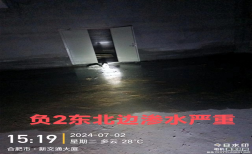 负2东北边漏水严重
15:19
2024-07-02
星期二 多云 28°C
合肥市·新交通大厦
今日水印